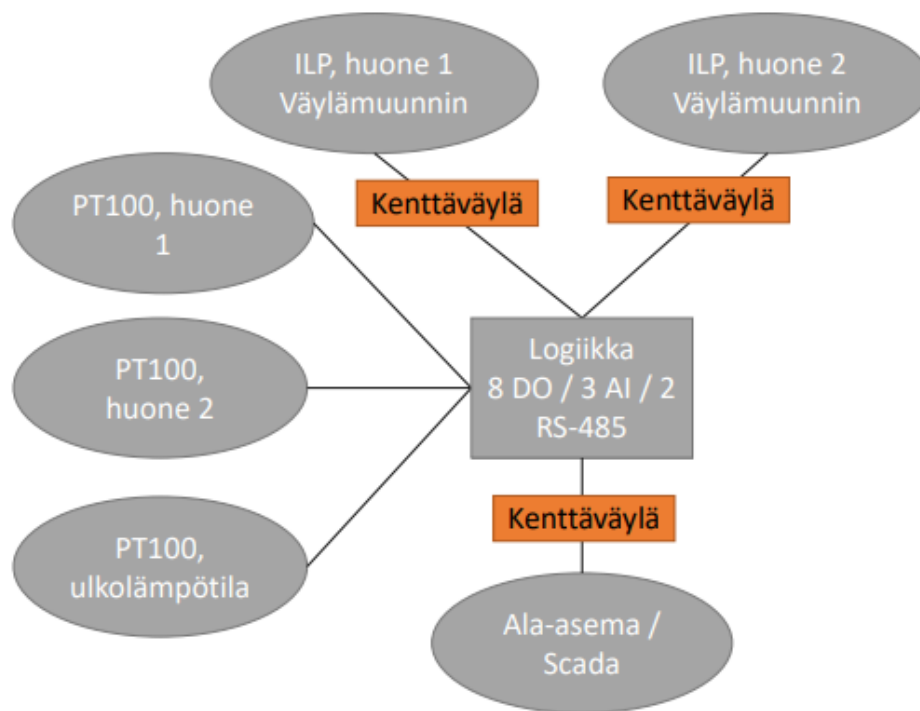 ILP, huone 1
Väylämuunnin
ILP, huone 2
Väylämuunnin
Kenttäväylä
Kenttäväylä
PT100, huone
1
PT100,
huone 2
PT100,
ulkolämpötila
Logiikka
8 DO / 3 AI / 2
RS-485
Kenttäväylä
Ala-asema /
Scada